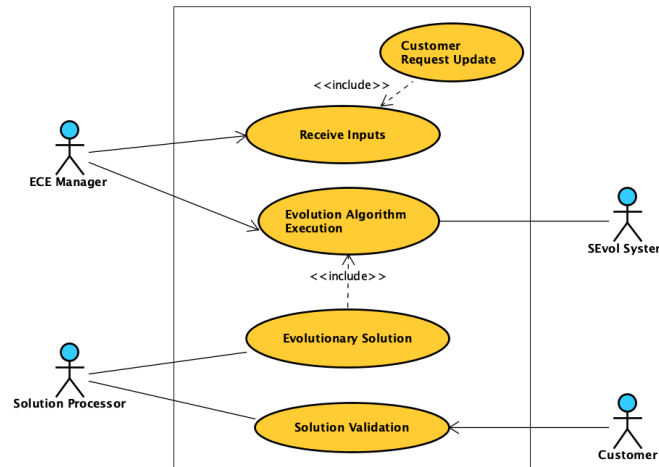 Customer
Request Update
<<include>>
Receive Inputs
ECE Manager
Evolution Algorithm
Execution
SEvol System
<<include>>
Evolutionary Solution
Solution Processor
Solution Validation
Customer